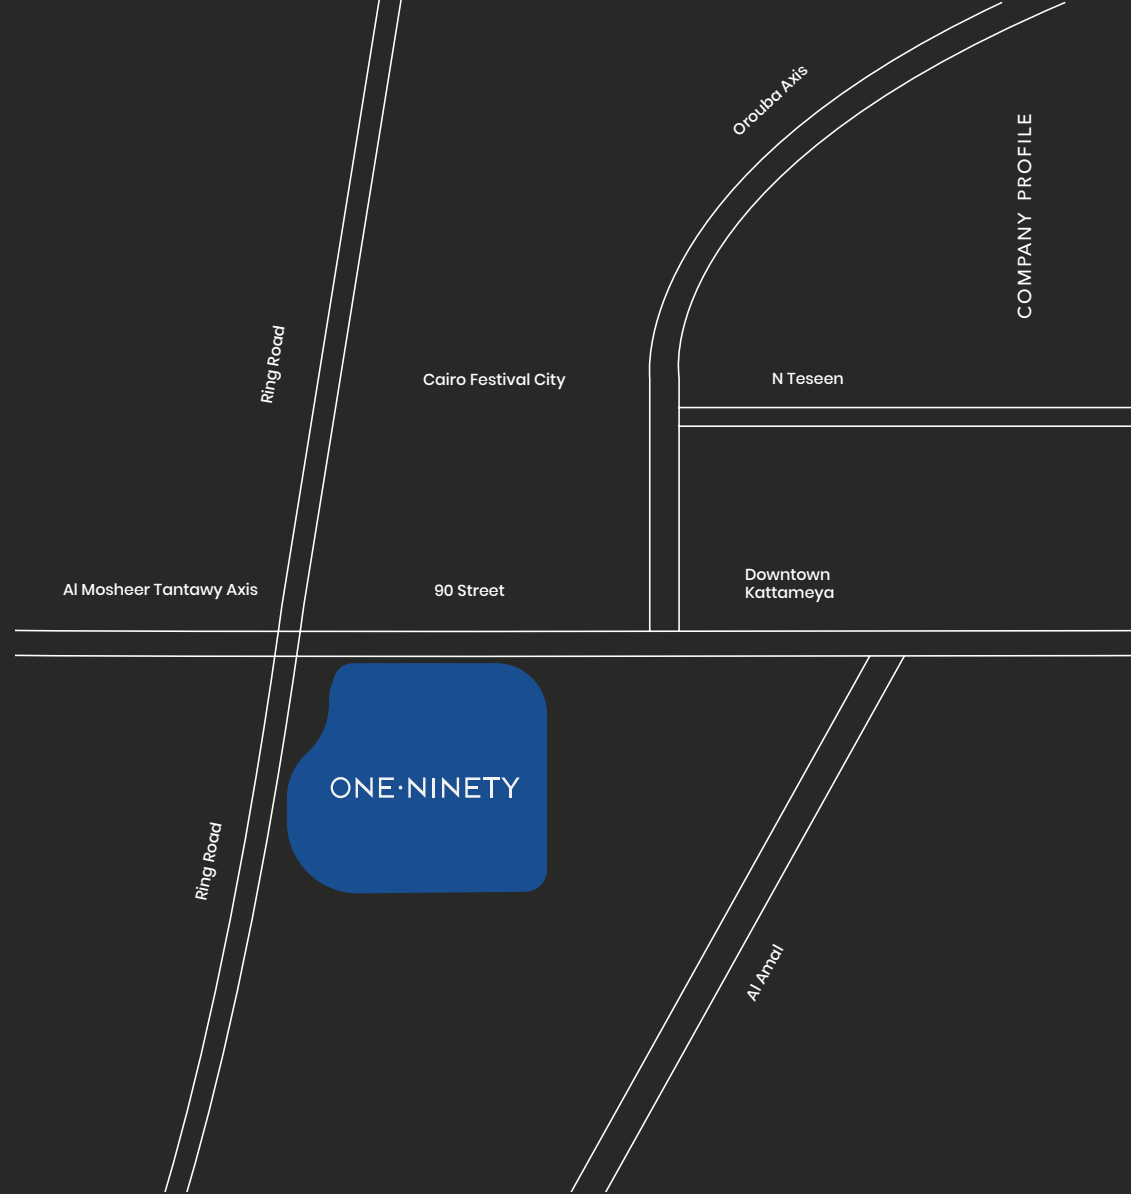 Orouba Axis
COMPANY PROFILE
Ring Road
Cairo Festival City
N Teseen
Al Mosheer Tantawy Axis
90 Street
Downtown
Kattameya
ONE·NINETY
Ring Road
Al Amal